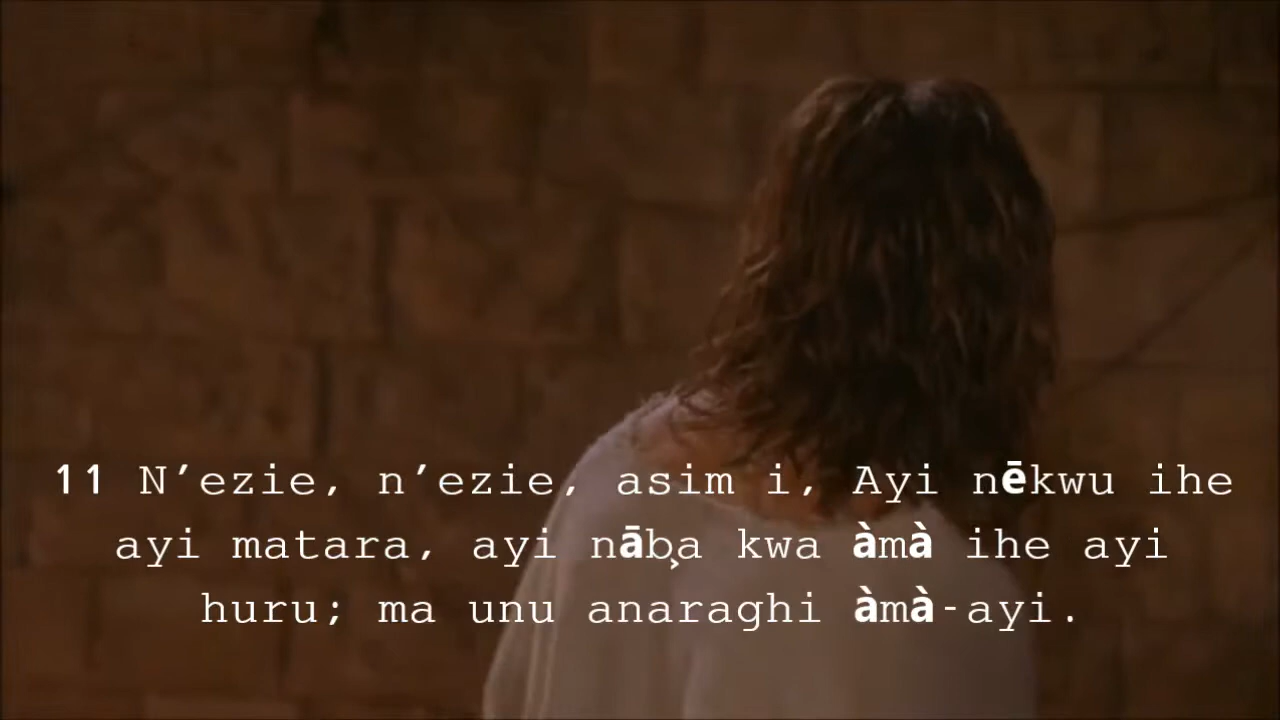 11 N’ezie, n’ezie, asim i, Ayi nēkwu ihe
ayi matara, ayi nāb̹a kwa àmà ihe ayi
huru; ma unu anaraghi àmà-ayi.